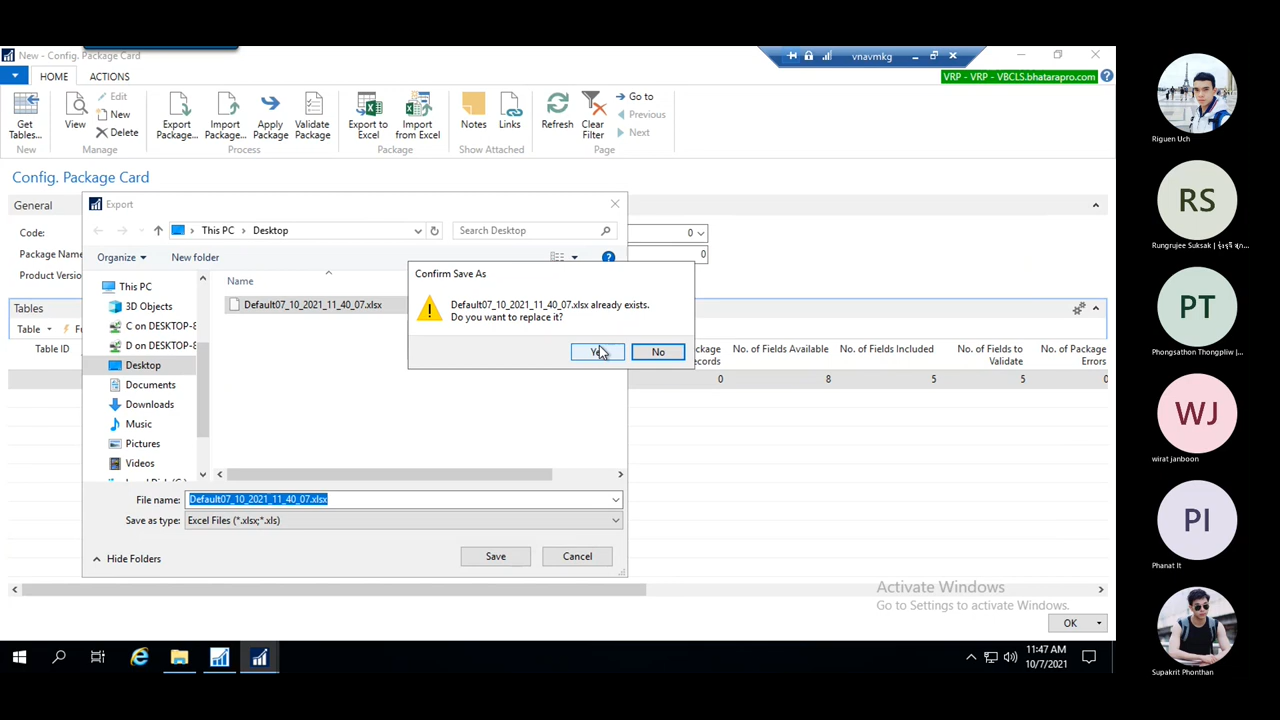 New - Config. Package Card
vnavmkg
HOME
ACTIONS
VRP - VRP - VBCLS.bhatarapro.com
Get
Tables...
View
Edit
New
Delete
Export
Package...
Import
Package...
Apply
Package
Validate
Package
Export to
Excel
Import
from Excel
Notes
Links
Refresh
Clear
Filter
Go to
Previous
Next
New
Manage
Process
Package
Show Attached
Page
Config. Package Card
General
Code:
0
Package Name
0
Product Versio
Tables
Table
Table ID
No. of Fields Available
No. of Fields Included
No. of Fields to
Validate
No. of Package
Errors
0
8
5
5
0
Export
This PC
Desktop
Search Desktop
Organize
New folder
This PC
3D Objects
C on DESKTOP-8
D on DESKTOP-8
Desktop
Documents
Downloads
Music
Pictures
Videos
Name
Default07_10_2021_11_40_07.xlsx
File name:
Default07_10_2021_11_40_07.xlsx
Save as type:
Excel Files (*.xlsx;*.xls)
Hide Folders
Save
Cancel
Confirm Save As
Default07_10_2021_11_40_07.xlsx already exists.
Do you want to replace it?
No
Activate Windows
Go to Settings to activate Windows.
OK
11:47 AM
10/7/2021
Riguen Uch
RS
Rungrujee Suksak |
PT
Phongsathon Thongpliw |...
WJ
wirat janboon
PI
Phanat It
Supakrit Phonthan